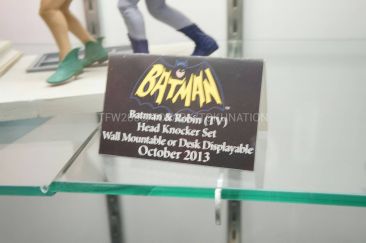 BATMAN
Batman & Robin (TV)
Head Knocker Set
Wall Mountable or Desk Displayable
October 2013